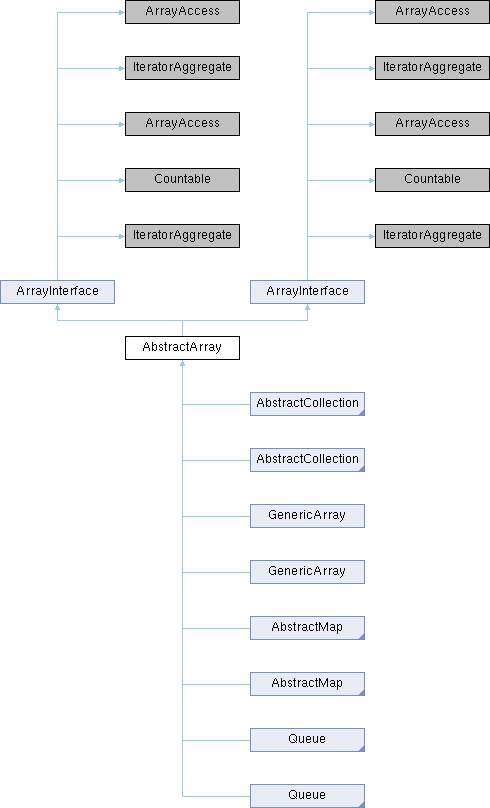 ArrayAccess
ArrayAccess
IteratorAggregate
IteratorAggregate
ArrayAccess
ArrayAccess
Countable
Countable
IteratorAggregate
IteratorAggregate
ArrayInterface
ArrayInterface
AbstractArray
AbstractCollection
AbstractCollection
GenericArray
GenericArray
AbstractMap
AbstractMap
Queue
Queue